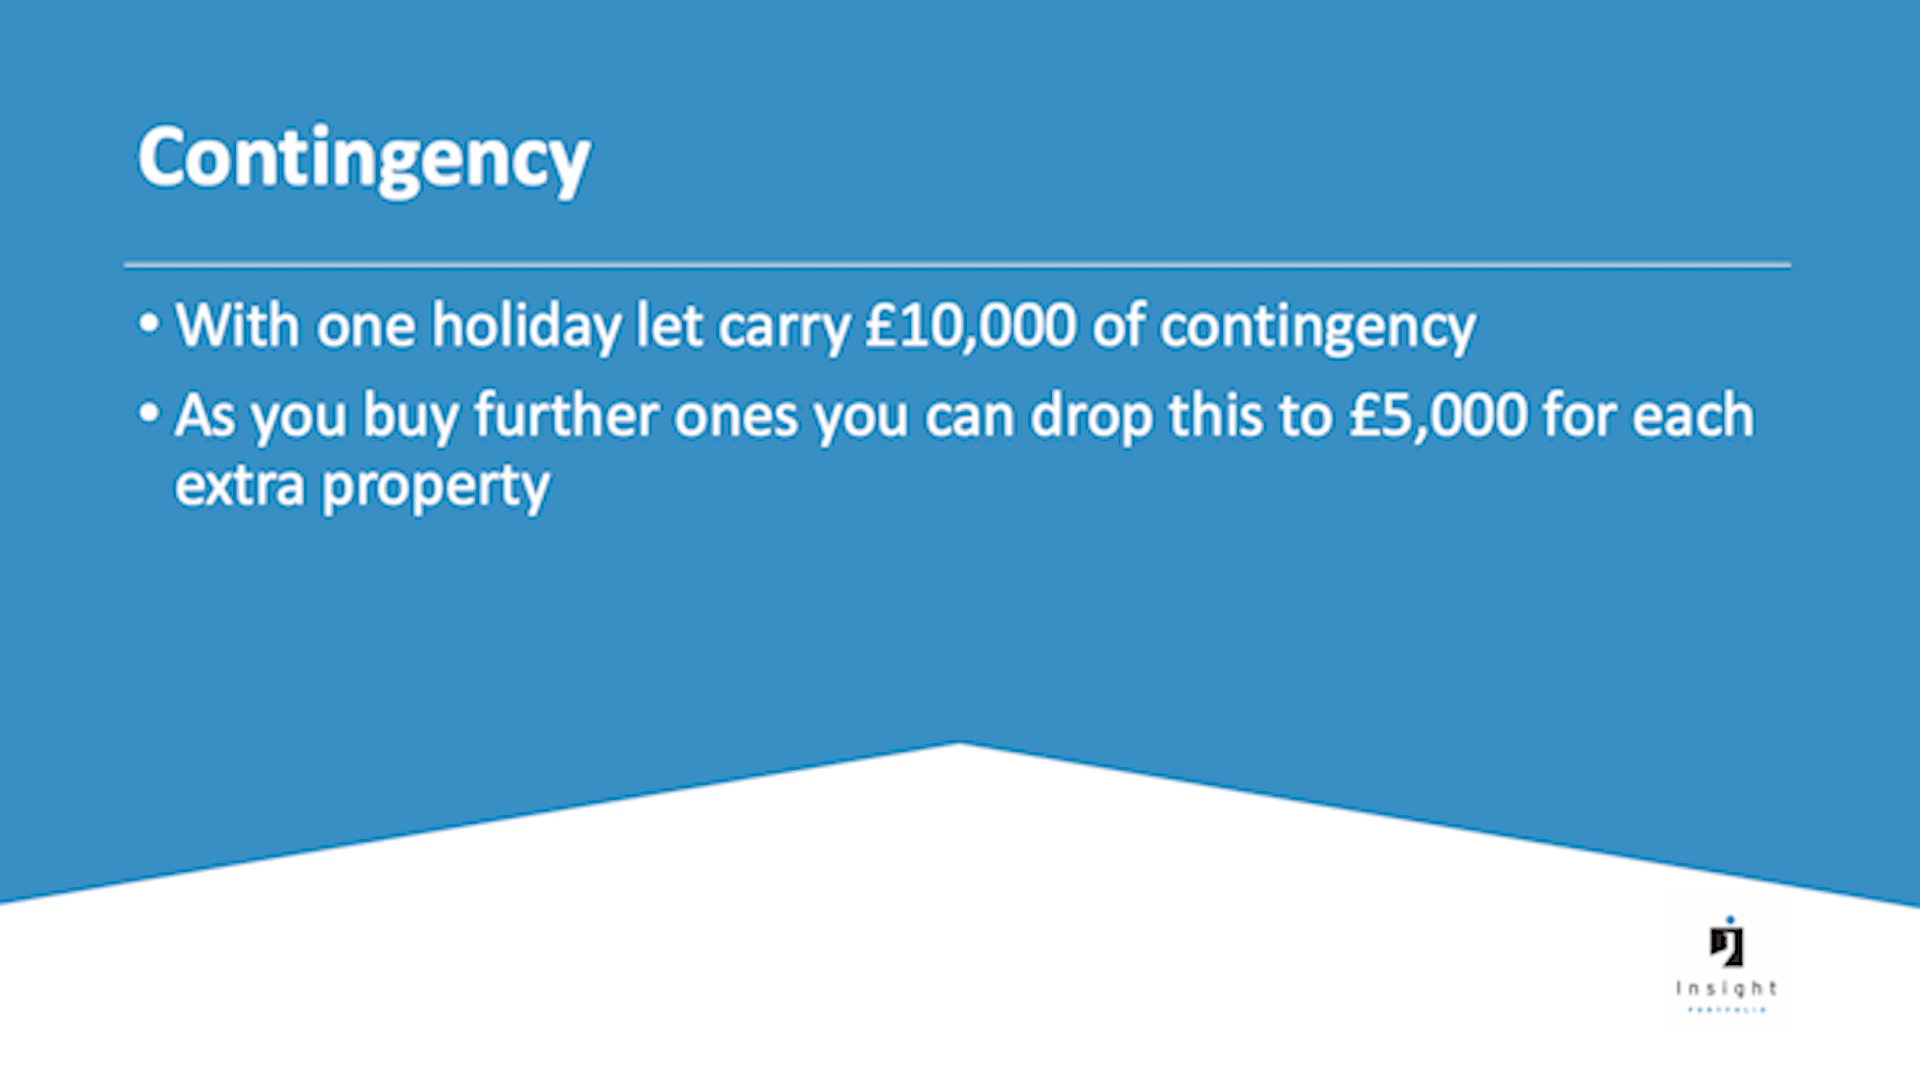 Contingency
• With one holiday let carry £10,000 of contingency
• As you buy further ones you can drop this to £5,000 for each
extra property
Insight
PORTFOLIO